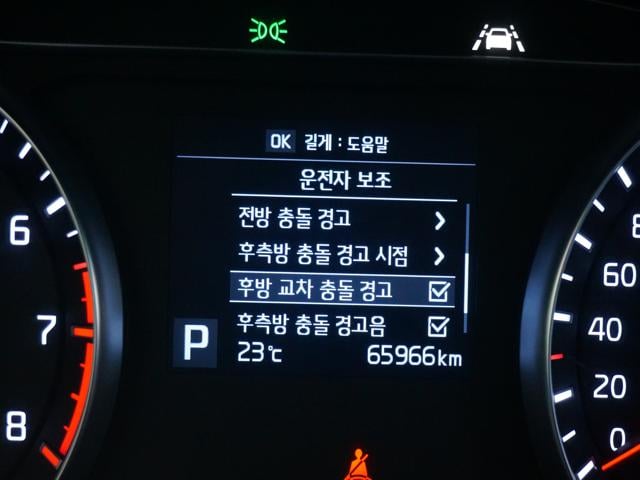 OK 길게 : 도움말
운전자 보조
전방 충돌 경고
후측방 충돌 경고 시점
후방 교차 충돌 경고
후측방 충돌 경고음
P
23℃ 65966km
6
7
8
60
40
20
0